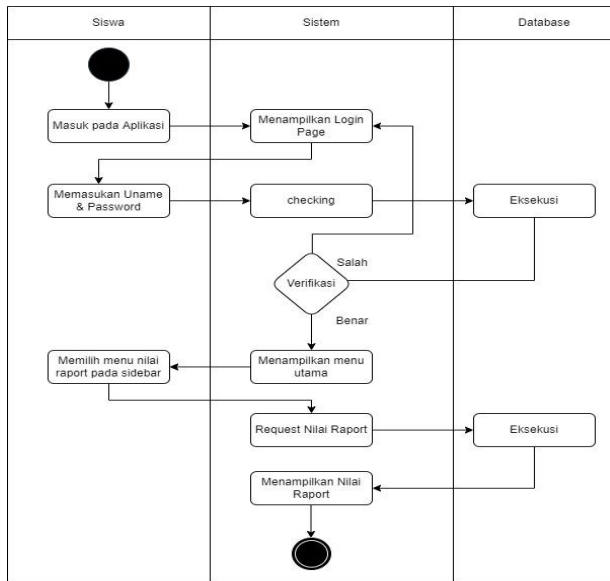 Siswa
Sistem
Database
Masuk pada Aplikasi
Menampilkan Login
Page
Memasukan Uname
& Password
checking
Eksekusi
Salah
Verifikasi
Benar
Memilih menu nilai
raport pada sidebar
Menampilkan menu
utama
Request Nilai Raport
Eksekusi
Menampilkan Nilai
Raport